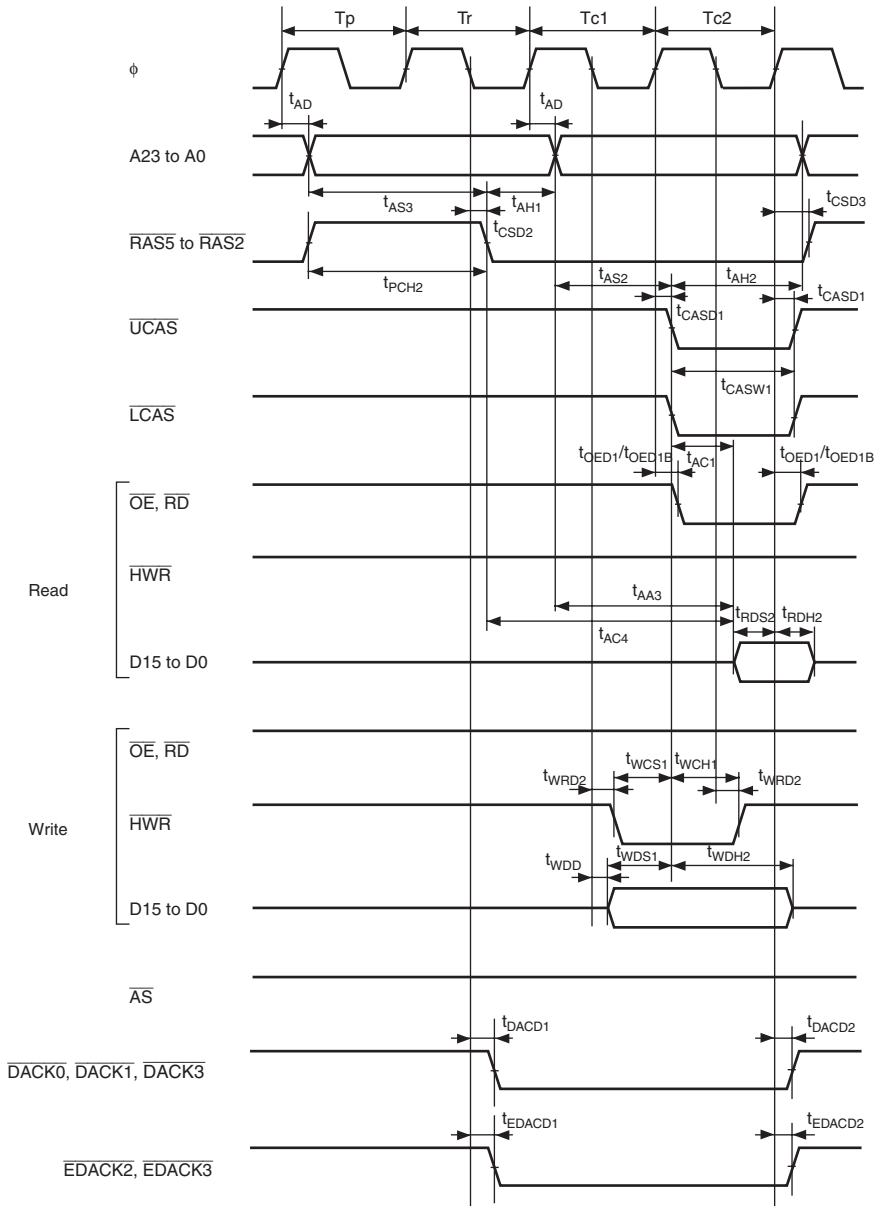 Tp Tr Tc1 Tc2
ϕ
tAD tAD
A23 to A0
tAS3 tAH1 tCSD3
tCSD2
RAS5 to RAS2
tAS2 tAH2
tPCH2
tCASD1 tCASD1
UCAS
tCASW1
LCAS
tOED1/tOED1B tAC1 tOED1/tOED1B
OE, RD
HWR
Read
tAA3
tRDS2 tRDH2
tAC4
D15 to D0
OE, RD
tWCS1 tWCH1
tWRD2 tWRD2
HWR
Write
tWDS1 tWDH2
tWDD
D15 to D0
AS
tDACD1 tDACD2
DACK0, DACK1, DACK3
tEDACD1 tEDACD2
EDACK2, EDACK3